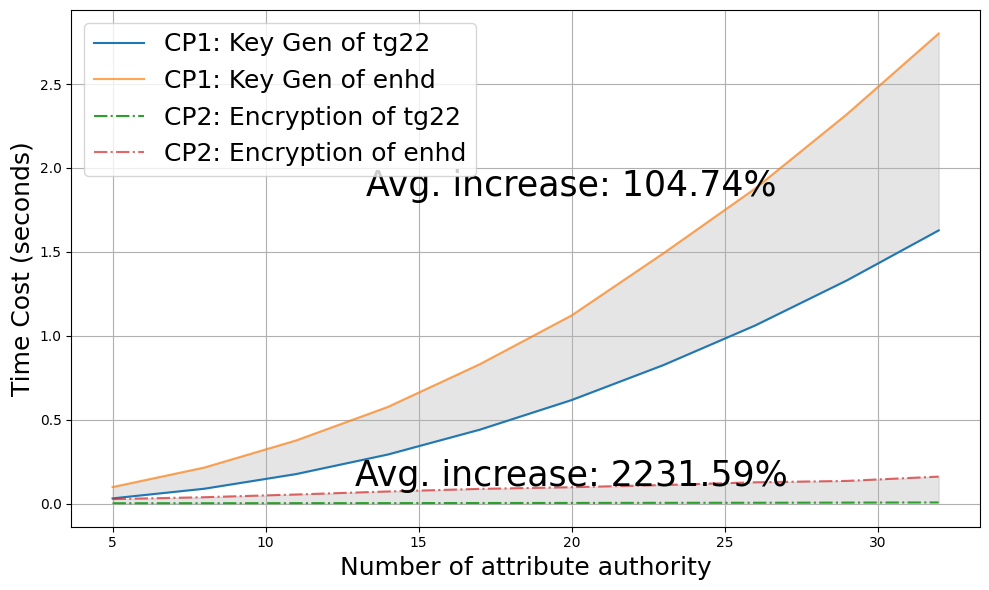 CP1: Key Gen of tg22
CP1: Key Gen of enhd
CP2: Encryption of tg22
CP2: Encryption of enhd
Avg. increase: 104.74%
Avg. increase: 2231.59%
Time Cost (seconds)
2.5
2.0
1.5
1.0
0.5
0.0
5
10
15
20
25
30
Number of attribute authority